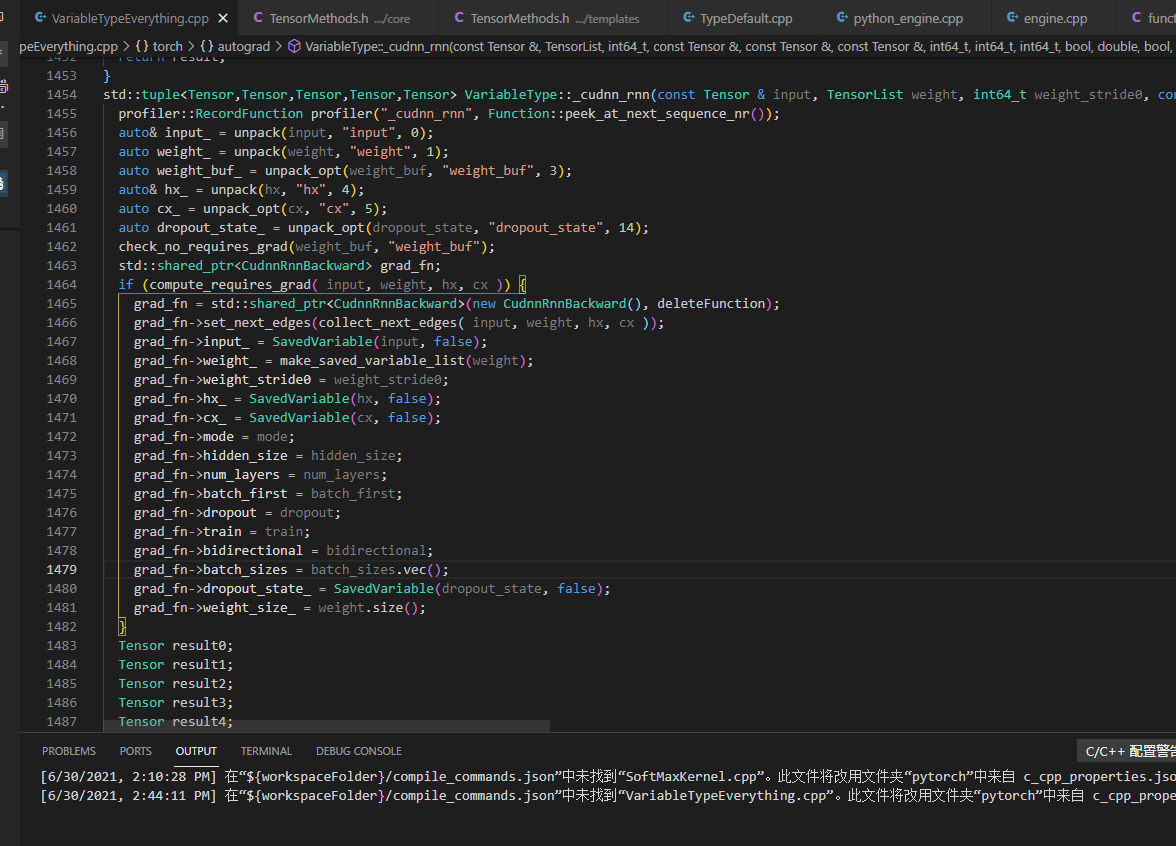 VariableTypeEverything.cpp × TensorMethods.h .../core TensorMethods.h .../templates TypeDefault.cpp python_engine.cpp engine.cpp
peEverything.cpp > {} torch > {} autograd > VariableType::_cudnn_rnn(const Tensor &, TensorList, int64_t, const Tensor &, const Tensor &, const Tensor &, int64_t, int64_t, int64_t, bool, double, bool,
1452 return result;
1453 }
1454 std::tuple<Tensor,Tensor,Tensor,Tensor,Tensor> VariableType::_cudnn_rnn(const Tensor & input, TensorList weight, int64_t weight_stride0, con
1455 profiler::RecordFunction profiler("_cudnn_rnn", Function::peek_at_next_sequence_nr());
1456 auto& input_ = unpack(input, "input", 0);
1457 auto weight_ = unpack(weight, "weight", 1);
1458 auto weight_buf_ = unpack_opt(weight_buf, "weight_buf", 3);
1459 auto& hx_ = unpack(hx, "hx", 4);
1460 auto cx_ = unpack_opt(cx, "cx", 5);
1461 auto dropout_state_ = unpack_opt(dropout_state, "dropout_state", 14);
1462 check_no_requires_grad(weight_buf, "weight_buf");
1463 std::shared_ptr<CudnnRnnBackward> grad_fn;
1464 if (compute_requires_grad( input, weight, hx, cx )) {
1465 grad_fn = std::shared_ptr<CudnnRnnBackward>(new CudnnRnnBackward(), deleteFunction);
1466 grad_fn->set_next_edges(collect_next_edges( input, weight, hx, cx ));
1467 grad_fn->input_ = SavedVariable(input, false);
1468 grad_fn->weight_ = make_saved_variable_list(weight);
1469 grad_fn->weight_stride0 = weight_stride0;
1470 grad_fn->hx_ = SavedVariable(hx, false);
1471 grad_fn->cx_ = SavedVariable(cx, false);
1472 grad_fn->mode = mode;
1473 grad_fn->hidden_size = hidden_size;
1474 grad_fn->num_layers = num_layers;
1475 grad_fn->batch_first = batch_first;
1476 grad_fn->dropout = dropout;
1477 grad_fn->train = train;
1478 grad_fn->bidirectional = bidirectional;
1479 grad_fn->batch_sizes = batch_sizes.vec();
1480 grad_fn->dropout_state_ = SavedVariable(dropout_state, false);
1481 grad_fn->weight_size_ = weight.size();
1482 }
1483 Tensor result0;
1484 Tensor result1;
1485 Tensor result2;
1486 Tensor result3;
1487 Tensor result4;
PROBLEMS PORTS OUTPUT TERMINAL DEBUG CONSOLE
C/C++ 配置警告
[6/30/2021, 2:10:28 PM] 在“${workspaceFolder}/compile_commands.json”中未找到“SoftMaxKernel.cpp”。此文件将改用文件夹“pytorch”中来自 c_cpp_properties.jso
[6/30/2021, 2:44:11 PM] 在“${workspaceFolder}/compile_commands.json”中未找到“VariableTypeEverything.cpp”。此文件将改用文件夹“pytorch”中来自 c_cpp_prope